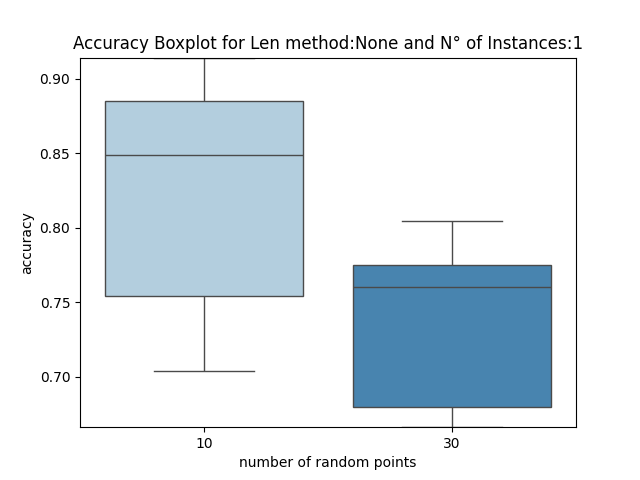 Accuracy Boxplot for Len method:None and N° of Instances:1
0.90
0.85
0.80
0.75
0.70
accuracy
10
30
number of random points